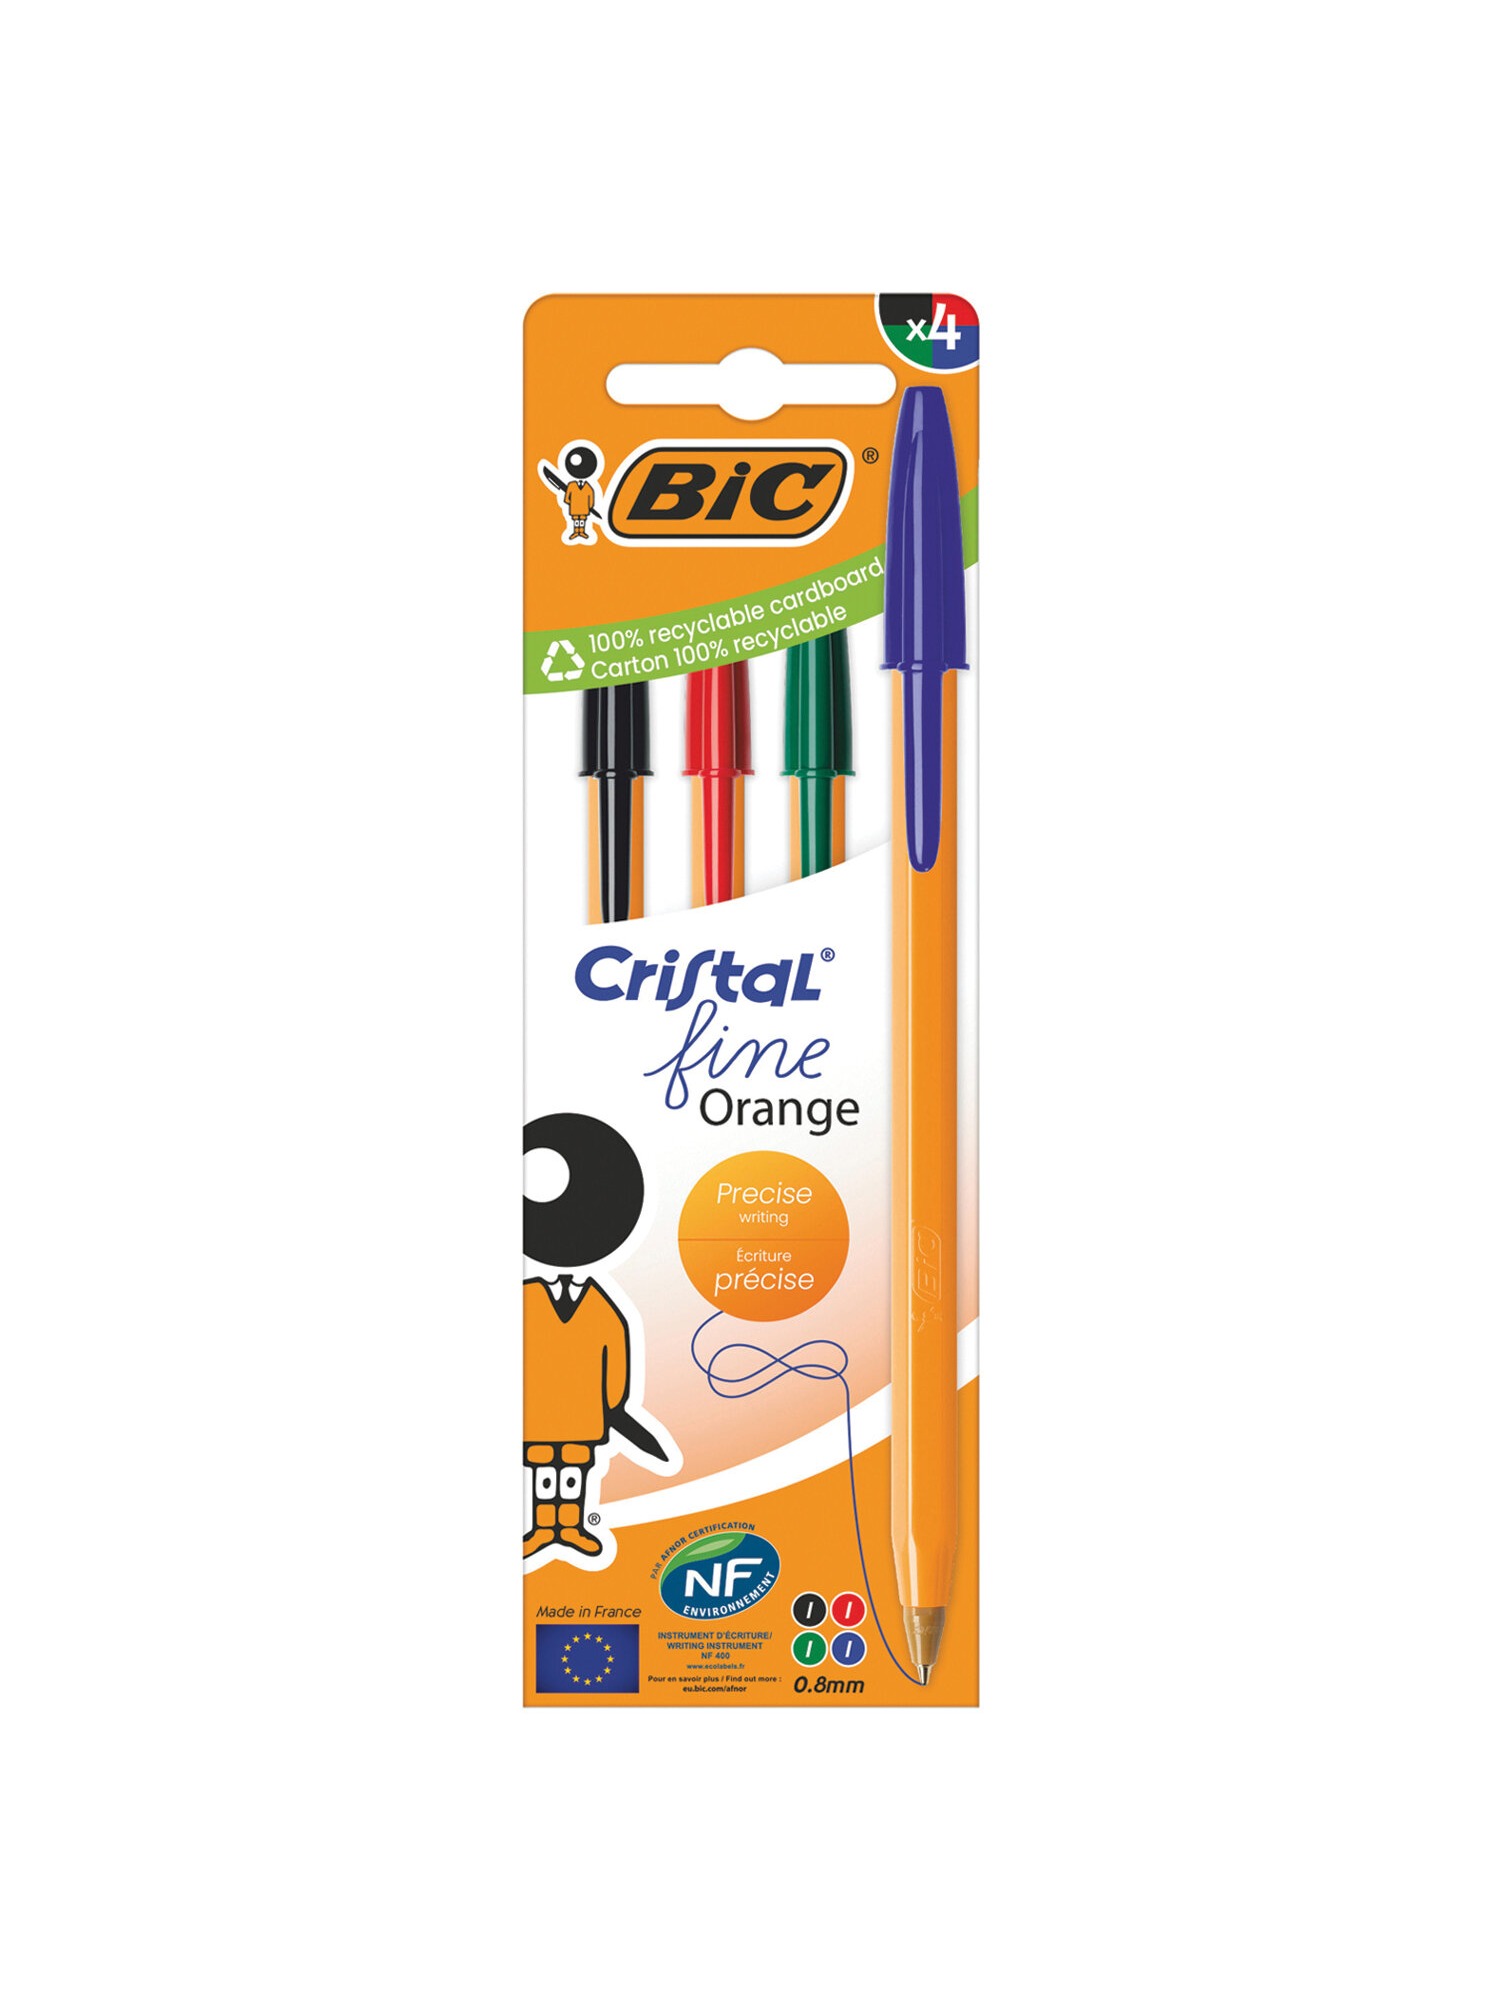 x4
BiC®
100% recyclable cardboard
Carton 100% recyclable
Cristal®
fine
Orange
Precise
writing
Écriture
précise
BiC
®
PAR AFNOR CERTIFICATION
NF
ENVIRONNEMENT
Made in France
INSTRUMENT D'ÉCRITURE/
WRITING INSTRUMENT
NF 400
www.ecolabels.fr
Pour en savoir plus / Find out more :
eu.bic.com/afnor
0.8mm